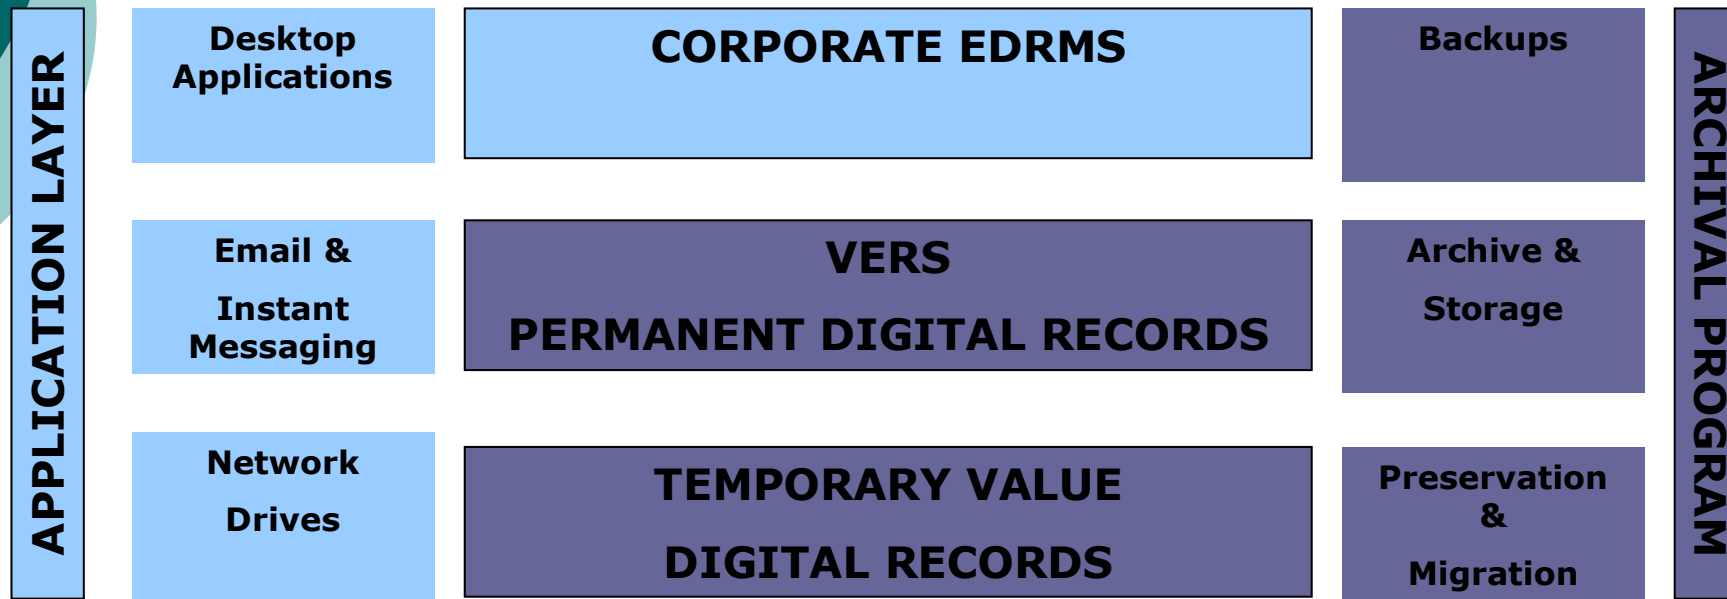 APPLICATION LAYER
Desktop
Applications
CORPORATE EDRMS
Backups
Email &
Instant
Messaging
VERS
PERMANENT DIGITAL RECORDS
Archive &
Storage
Network
Drives
TEMPORARY VALUE
DIGITAL RECORDS
Preservation
&
Migration
ARCHIVAL PROGRAM